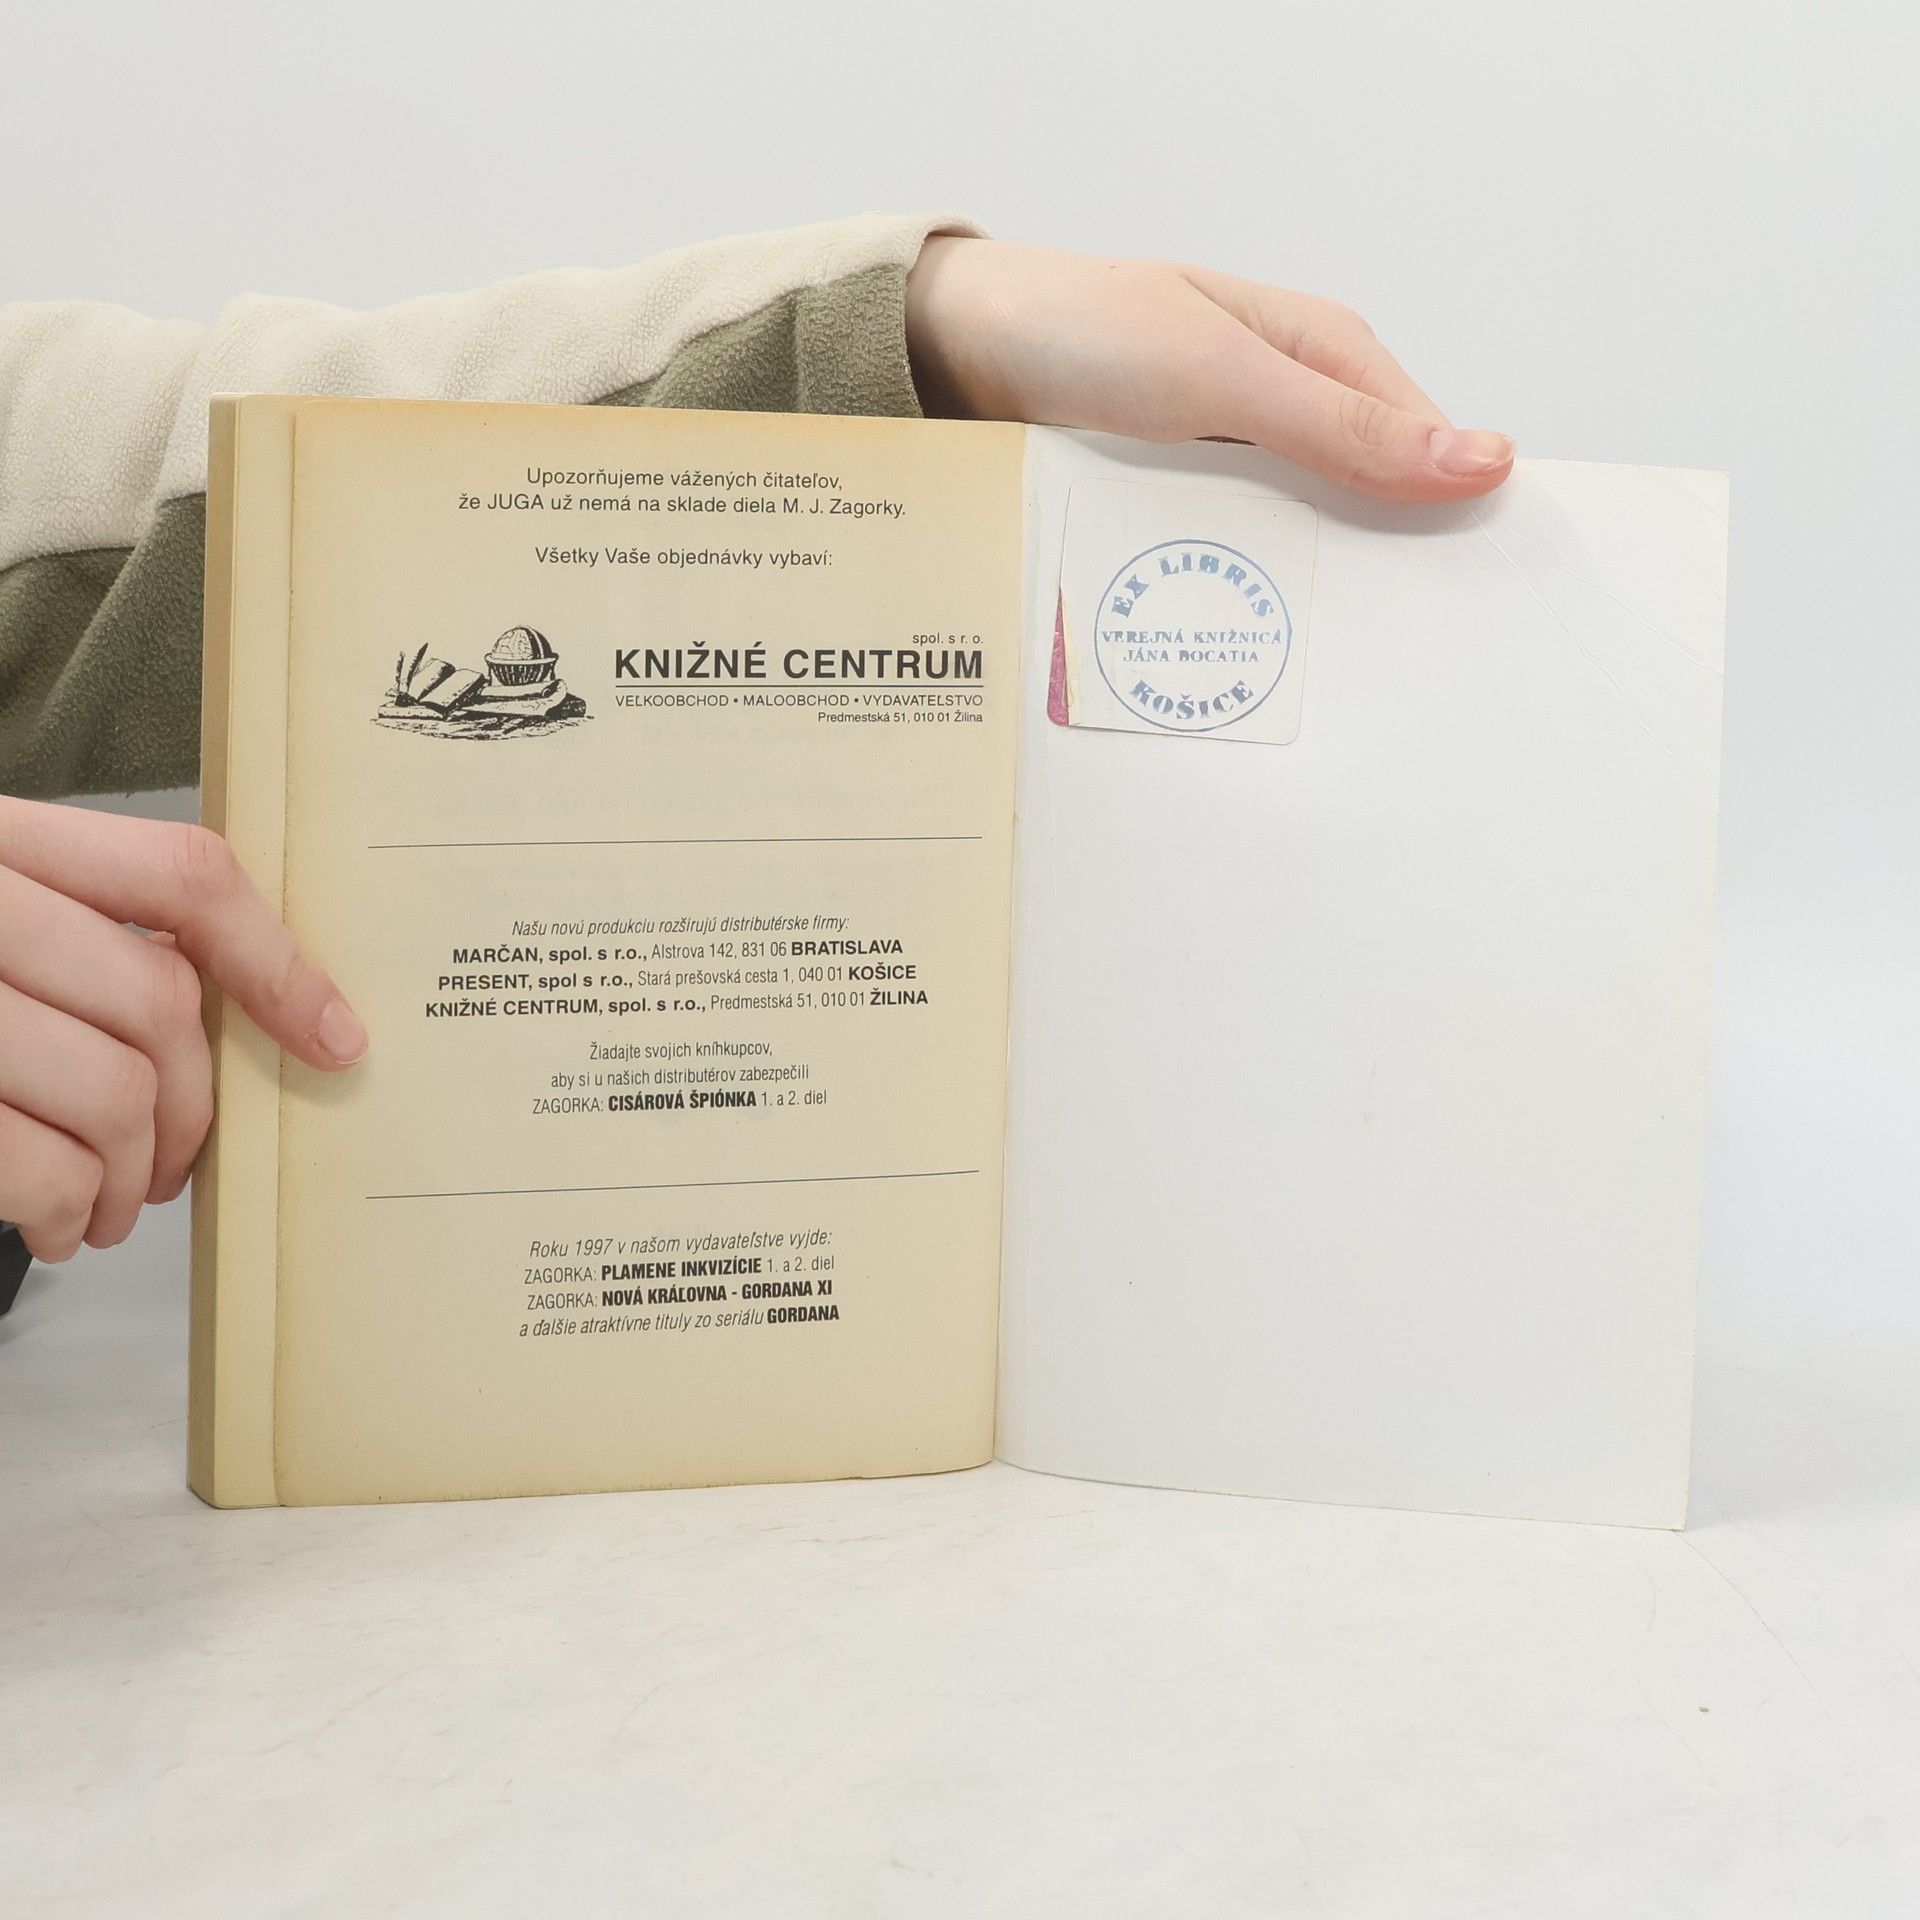 Upozorňujeme vážených čitateľov,
že JUGA už nemá na sklade diela M. J. Zagorky.
Všetky Vaše objednávky vybaví:
spol. s r. o.
KNIŽNÉ CENTRUM
VEĽKOOBCHOD • MALOOBCHOD • VYDAVATEĽSTVO
Predmestská 51, 010 01 Žilina
Našu novú produkciu rozširujú distributérske firmy:
MARČAN, spol. s r.o., Alstrova 142, 831 06 BRATISLAVA
PRESENT, spol s r.o., Stará prešovská cesta 1, 040 01 KOŠICE
KNIŽNÉ CENTRUM, spol. s r.o., Predmestská 51, 010 01 ŽILINA
Žiadajte svojich kníhkupcov,
aby si u našich distributérov zabezpečili
ZAGORKA: CISÁROVÁ ŠPIÓNKA 1. a 2. diel
Roku 1997 v našom vydavateľstve vyjde:
ZAGORKA: PLAMENE INKVIZÍCIE 1. a 2. diel
ZAGORKA: NOVÁ KRÁĽOVNA - GORDANA XI
a ďalšie atraktívne tituly zo seriálu GORDANA
EX LIBRIS
VEREJNÁ KNIŽNICA
JÁNA BOCATIA
KOŠICE